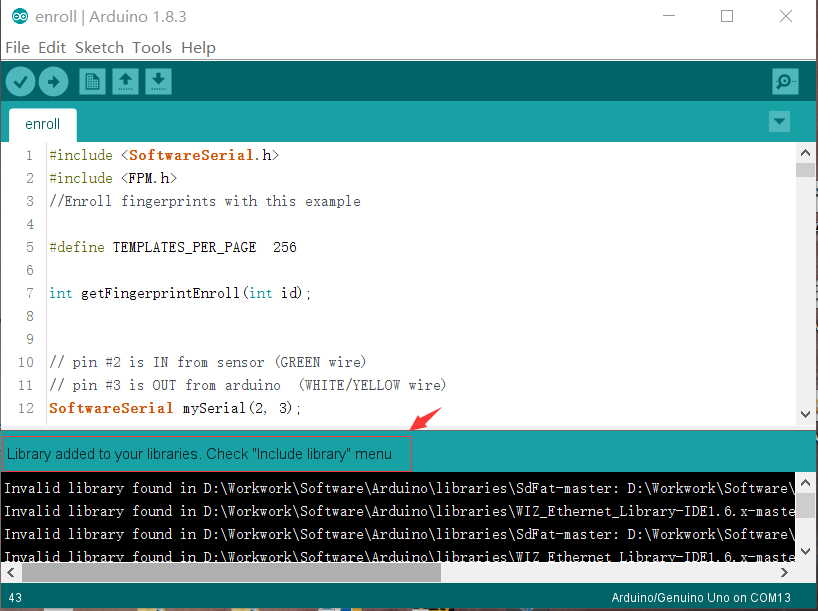 enroll | Arduino 1.8.3
File Edit Sketch Tools Help
enroll
1 #include <SoftwareSerial.h>
2 #include <FPM.h>
3 //Enroll fingerprints with this example
4
5 #define TEMPLATES_PER_PAGE  256
6
7 int getFingerprintEnroll(int id);
8
9
10 // pin #2 is IN from sensor (GREEN wire)
11 // pin #3 is OUT from arduino  (WHITE/YELLOW wire)
12 SoftwareSerial mySerial(2, 3);
Library added to your libraries. Check "Include library" menu
Invalid library found in D:\Workwork\Software\Arduino\libraries\SdFat-master: D:\Workwork\Software\
Invalid library found in D:\Workwork\Software\Arduino\libraries\WIZ_Ethernet_Library-IDE1.6.x-maste
Invalid library found in D:\Workwork\Software\Arduino\libraries\SdFat-master: D:\Workwork\Software\
Invalid library found in D:\Workwork\Software\Arduino\libraries\WIZ_Ethernet_Library-IDE1.6.x-maste
43 Arduino/Genuino Uno on COM13